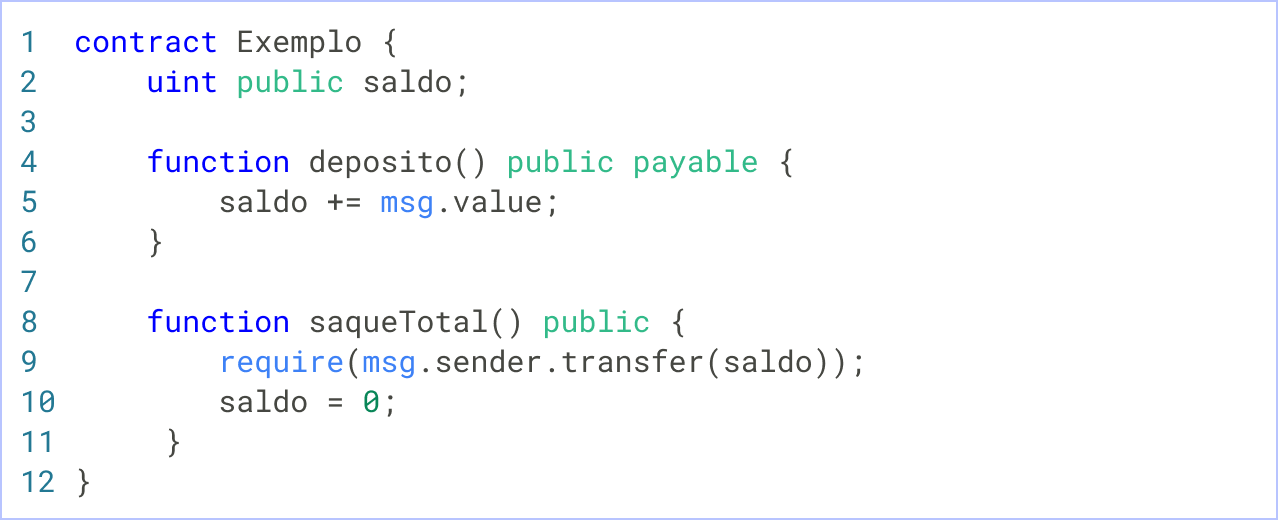 1 contract Exemplo {
2     uint public saldo;
3
4     function deposito() public payable {
5         saldo += msg.value;
6     }
7
8     function saqueTotal() public {
9         require(msg.sender.transfer(saldo));
10         saldo = 0;
11      }
12 }